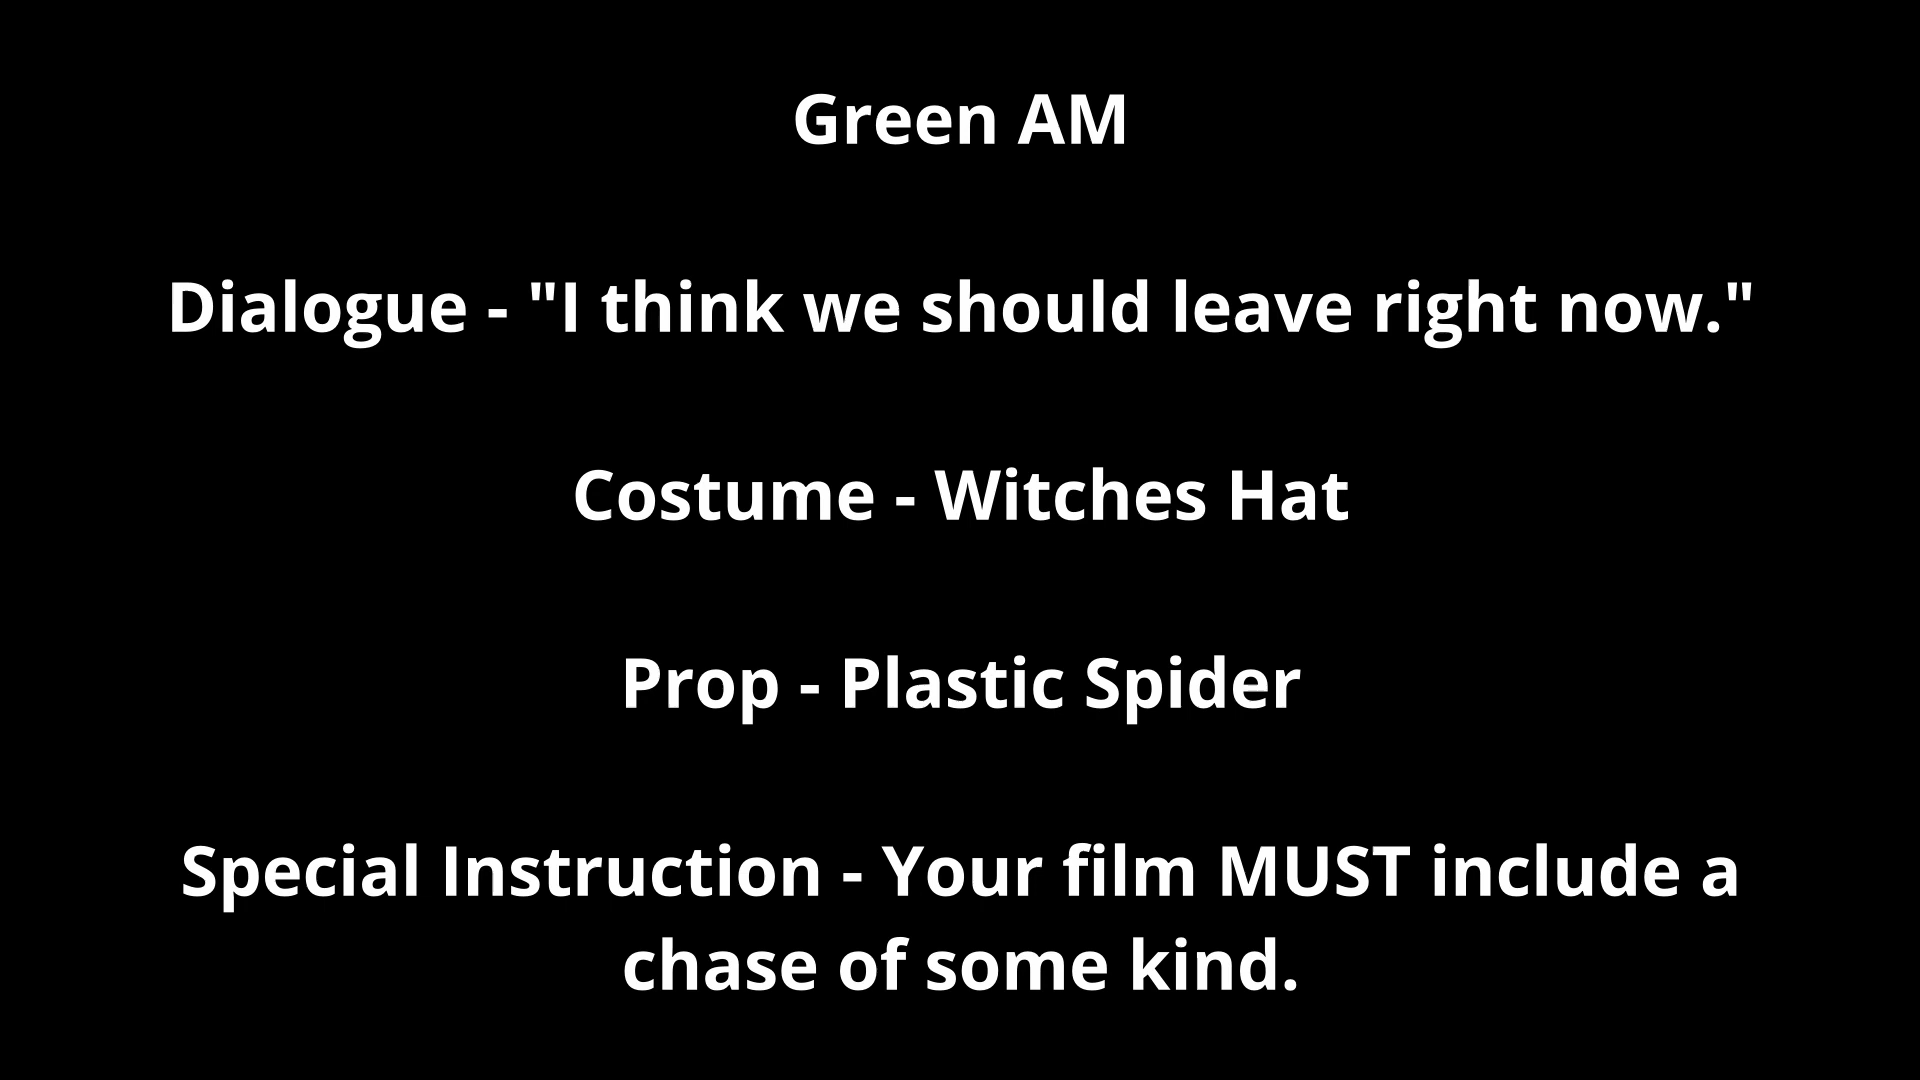 Green AM
Dialogue - "I think we should leave right now."
Costume - Witches Hat
Prop - Plastic Spider
Special Instruction - Your film MUST include a
chase of some kind.